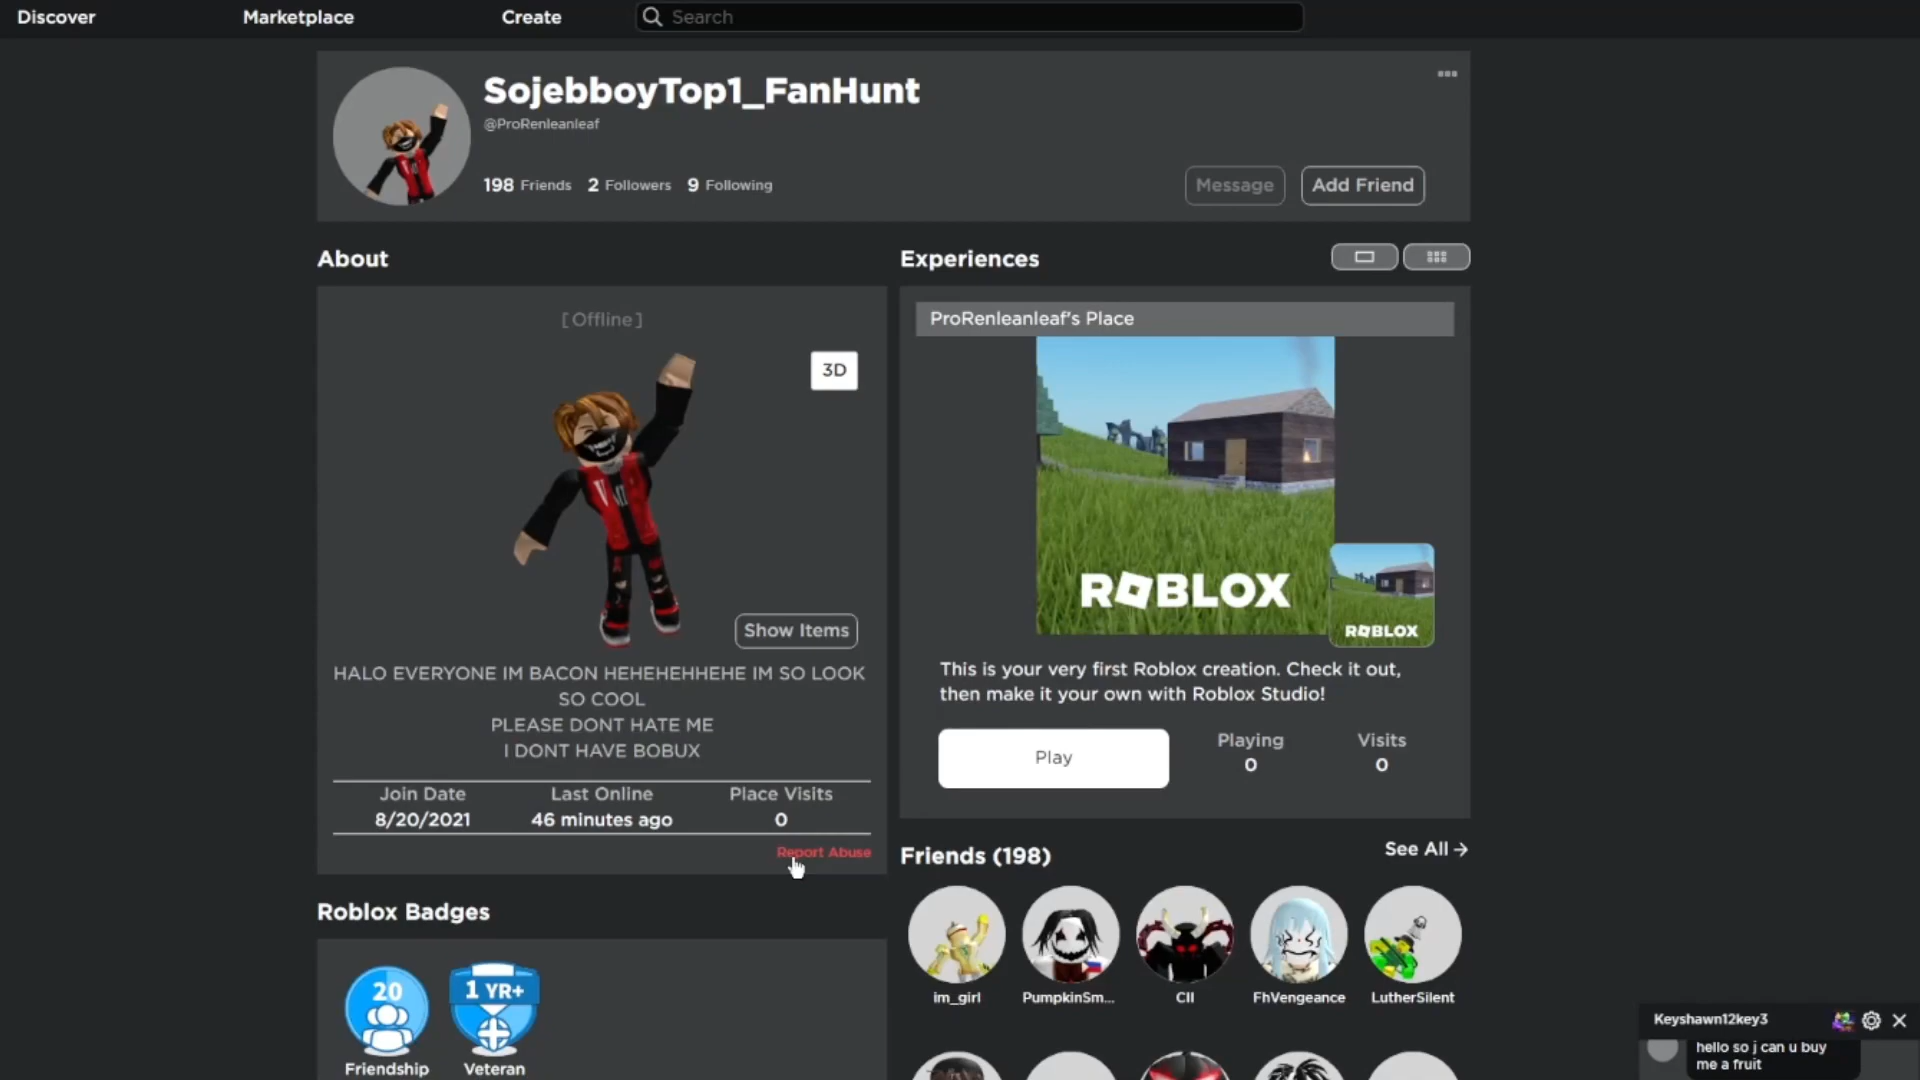 Discover
Marketplace
Create
Search
SojebboyTop1_FanHunt
@ProRenleanleaf
198 Friends 2 Followers 9 Following
Message
Add Friend
About
[ Offline ]
3D
Show Items
HALO EVERYONE IM BACON HEHEHEHHEHE IM SO LOOK
SO COOL
PLEASE DONT HATE ME
I DONT HAVE BOBUX
Join Date
8/20/2021
Last Online
46 minutes ago
Place Visits
0
Report Abuse
Roblox Badges
20
Friendship
1 YR+
Veteran
Experiences
ProRenleanleaf's Place
ROBLOX
ROBLOX
This is your very first Roblox creation. Check it out,
then make it your own with Roblox Studio!
Play
Playing
0
Visits
0
Friends (198)
See All
im_girl
PumpkinSm...
CII
FhVengeance
LutherSilent
Keyshawn12key3
hello so j can u buy
me a fruit